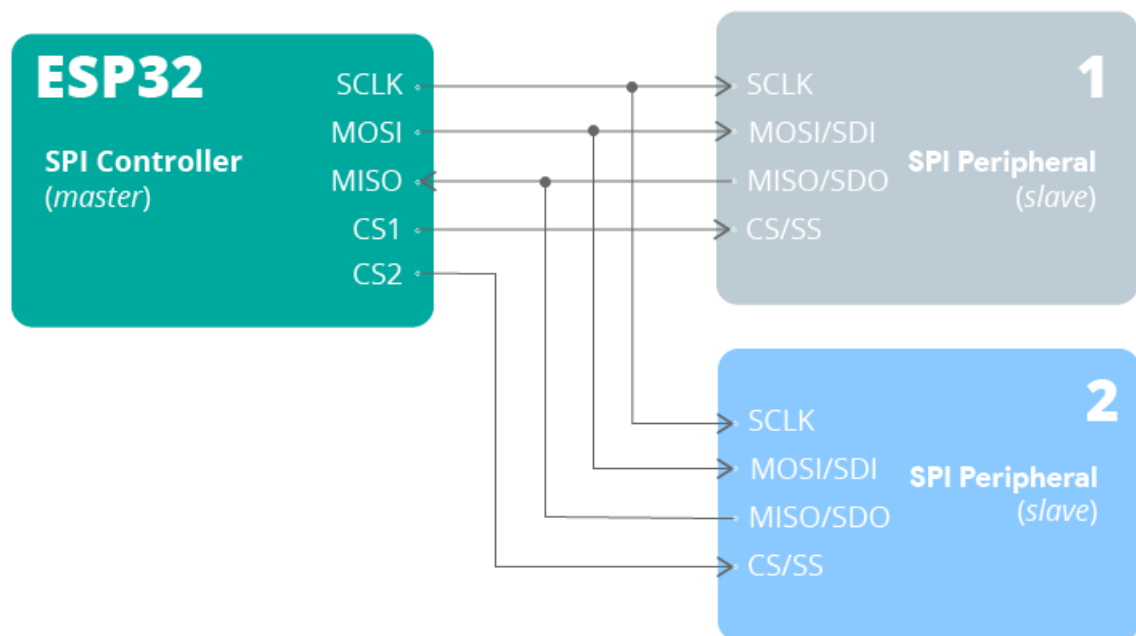 ESP32
SPI Controller
(master)
SCLK
MOSI
MISO
CS1
CS2
1
SCLK
MOSI/SDI
MISO/SDO
CS/SS
SPI Peripheral
(slave)
2
SCLK
MOSI/SDI
MISO/SDO
CS/SS
SPI Peripheral
(slave)